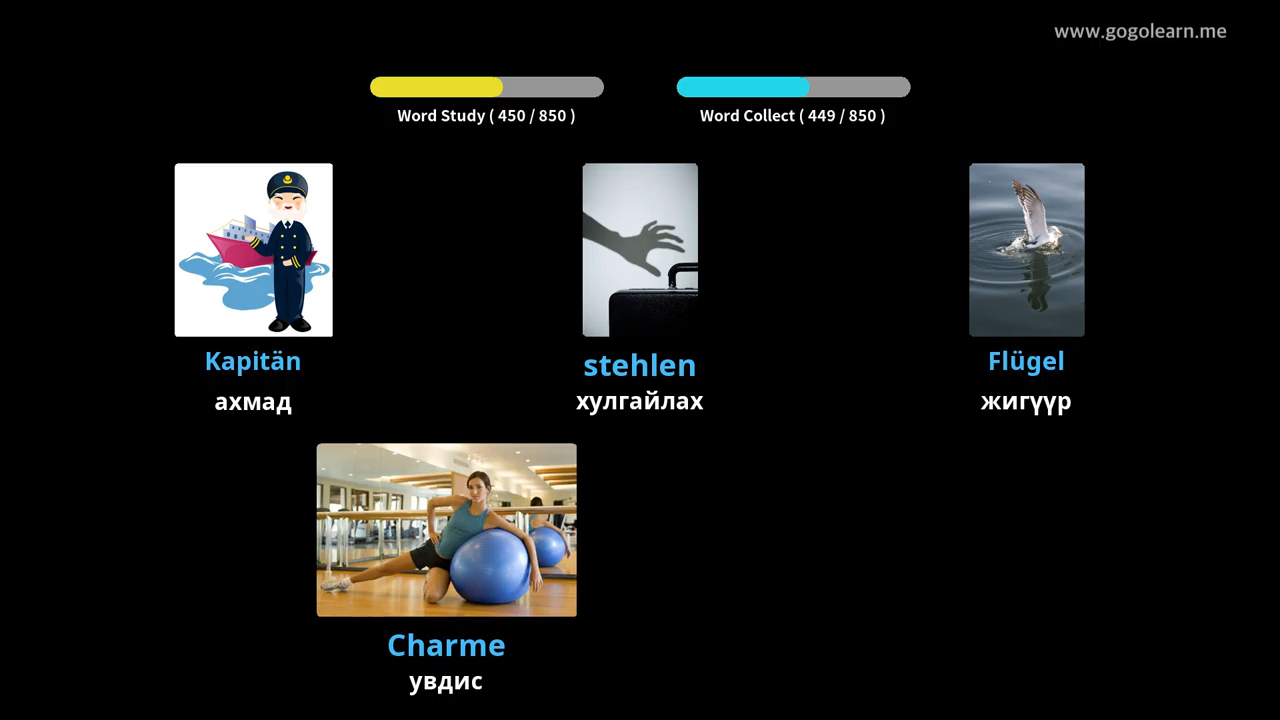 www.gogolearn.me
Word Study ( 450 / 850 )
Word Collect ( 449 / 850 )
Kapitän
ахмад
stehlen
хулгайлах
Flügel
жигүүр
Charme
увдис